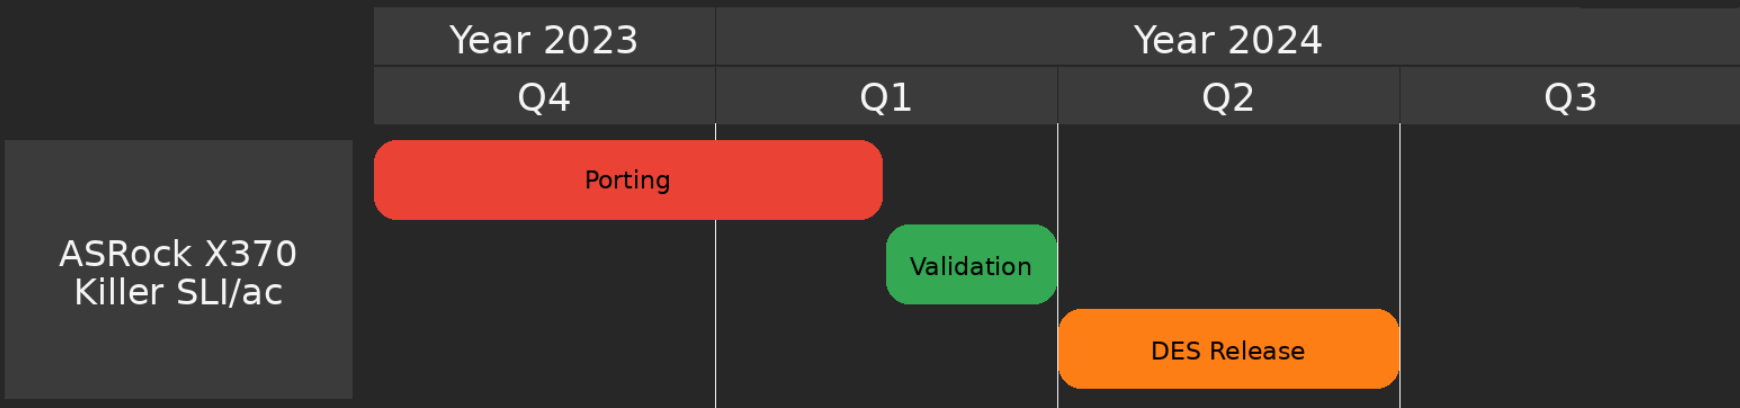 Year 2023
Year 2024
Q4
Q1
Q2
Q3
ASRock X370
Killer SLI/ac
Porting
Validation
DES Release